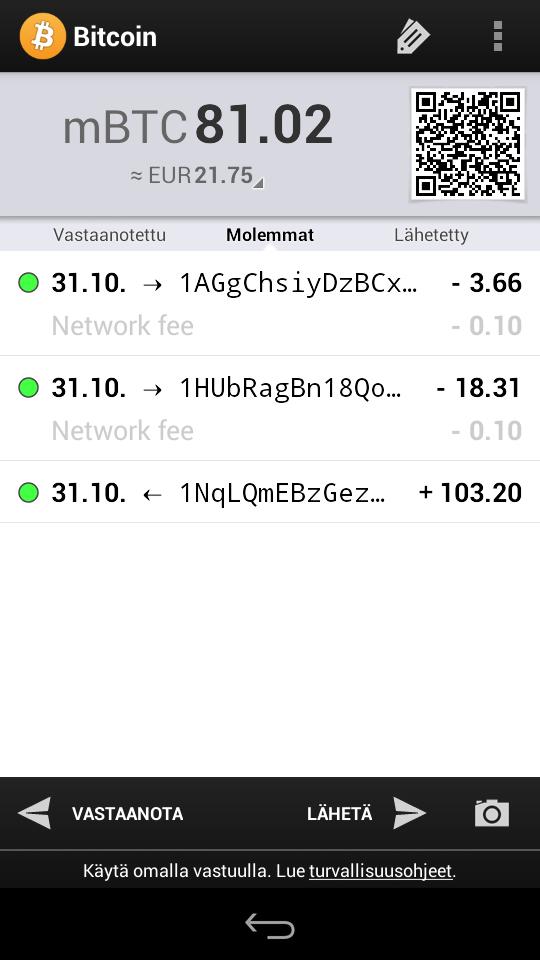 Bitcoin
mBTC 81.02
≈ EUR 21.75
Vastaanotettu Molemmat Lähetetty
31.10. → 1AGgChsiyDzBCx… - 3.66
Network fee - 0.10
31.10. → 1HUbRagBn18Qo… - 18.31
Network fee - 0.10
31.10. ← 1NqLQmEBzGez… + 103.20
VASTAANOTA LÄHETÄ
Käytä omalla vastuulla. Lue turvallisuusohjeet.